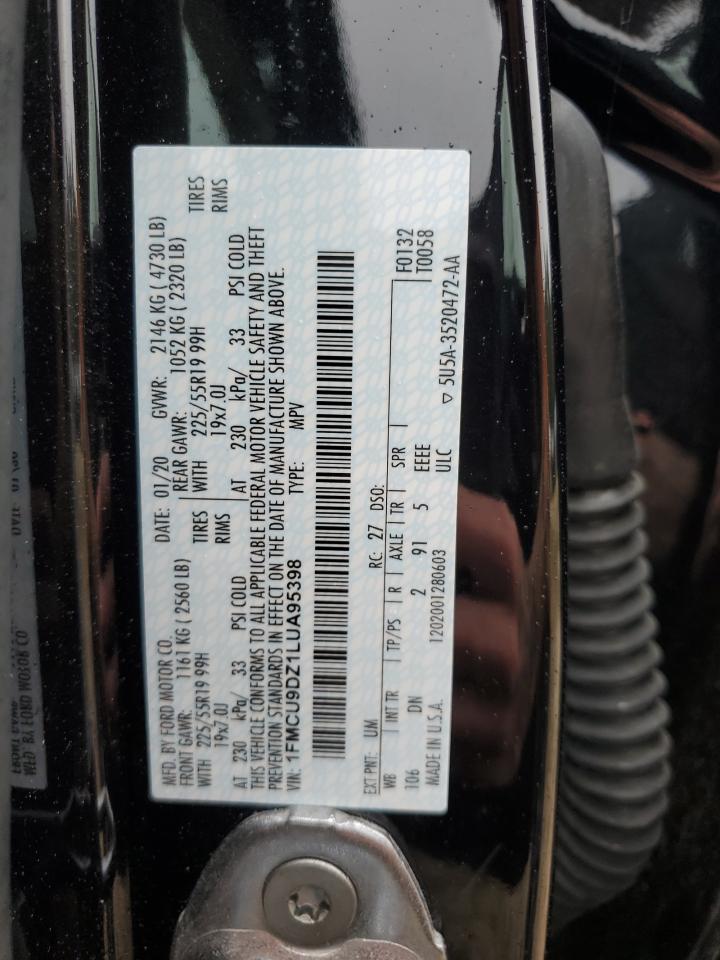 MFD. BY FORD MOTOR CO.
DATE: 01/20
GVWR: 2146 KG ( 4730 LB)
FRONT GAWR: 1161 KG ( 2560 LB)
REAR GAWR: 1052 KG ( 2320 LB)
WITH 225/55R19 99H TIRES
WITH 225/55R19 99H TIRES
19x7.0J RIMS
19x7.0J RIMS
AT 230 kPa/ 33 PSI COLD
AT 230 kPa/ 33 PSI COLD
THIS VEHICLE CONFORMS TO ALL APPLICABLE FEDERAL MOTOR VEHICLE SAFETY AND THEFT
PREVENTION STANDARDS IN EFFECT ON THE DATE OF MANUFACTURE SHOWN ABOVE.
VIN: 1FMCU9DZ1LUA95398
TYPE: MPV
EXT PNT: UM RC: 27 DSO:
WB INT TR TP/PS R AXLE TR SPR F0132
106 DN 2 91 5 EEEE T0058
MADE IN U.S.A. 1202001280603 ULC
▽ 5U5A-3520472-AA